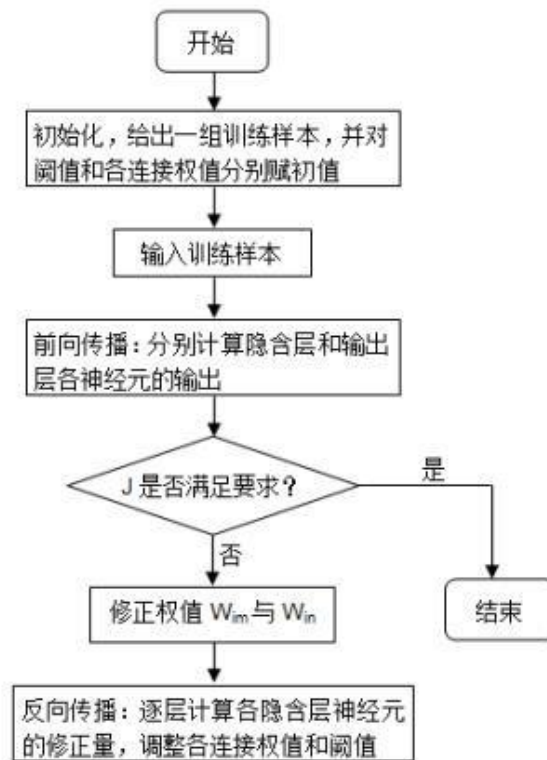 开始
初始化，给出一组训练样本，并对
阈值和各连接权值分别赋初值
输入训练样本
前向传播：分别计算隐含层和输出
层各神经元的输出
J 是否满足要求？
是
否
修正权值 Wim 与 Win
结束
反向传播：逐层计算各隐含层神经元
的修正量，调整各连接权值和阈值